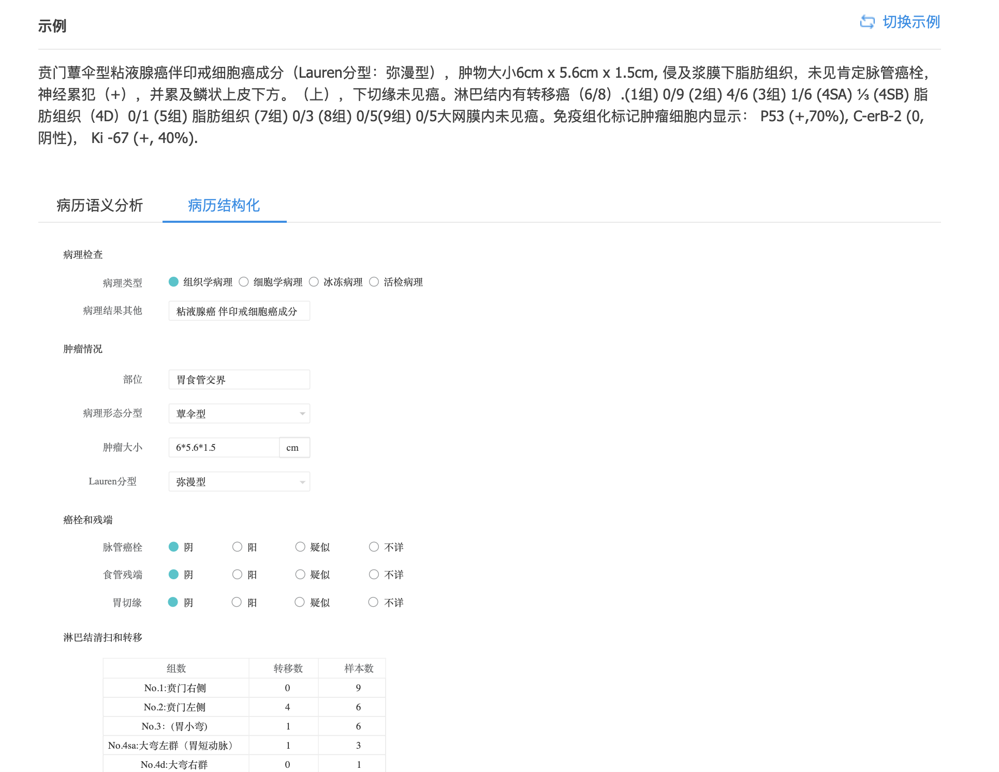 示例
切换示例
贲门蕈伞型粘液腺癌伴印戒细胞癌成分（Lauren分型：弥漫型），肿物大小6cm x 5.6cm x 1.5cm, 侵及浆膜下脂肪组织，未见肯定脉管癌栓，
神经累犯（+），并累及鳞状上皮下方。（上），下切缘未见癌。淋巴结内有转移癌（6/8）.(1组) 0/9 (2组) 4/6 (3组) 1/6 (4SA) ⅓ (4SB) 脂
肪组织（4D）0/1 (5组) 脂肪组织 (7组) 0/3 (8组) 0/5(9组) 0/5大网膜内未见癌。免疫组化标记肿瘤细胞内显示： P53 (+,70%), C-erB-2 (0,
阴性)， Ki -67 (+, 40%).
病历语义分析 病历结构化
病理检查
病理类型 组织学病理 细胞学病理 冰冻病理 活检病理
病理结果其他 粘液腺癌 伴印戒细胞癌成分
肿瘤情况
部位 胃食管交界
病理形态分型 蕈伞型
肿瘤大小 6*5.6*1.5 cm
Lauren分型 弥漫型
癌栓和残端
脉管癌栓 阴 阳 疑似 不详
食管残端 阴 阳 疑似 不详
胃切缘 阴 阳 疑似 不详
淋巴结清扫和转移
组数 转移数 样本数
No.1:贲门右侧 0 9
No.2:贲门左侧 4 6
No.3：(胃小弯) 1 6
No.4sa:大弯左群（胃短动脉） 1 3
No.4d:大弯右群 0 1